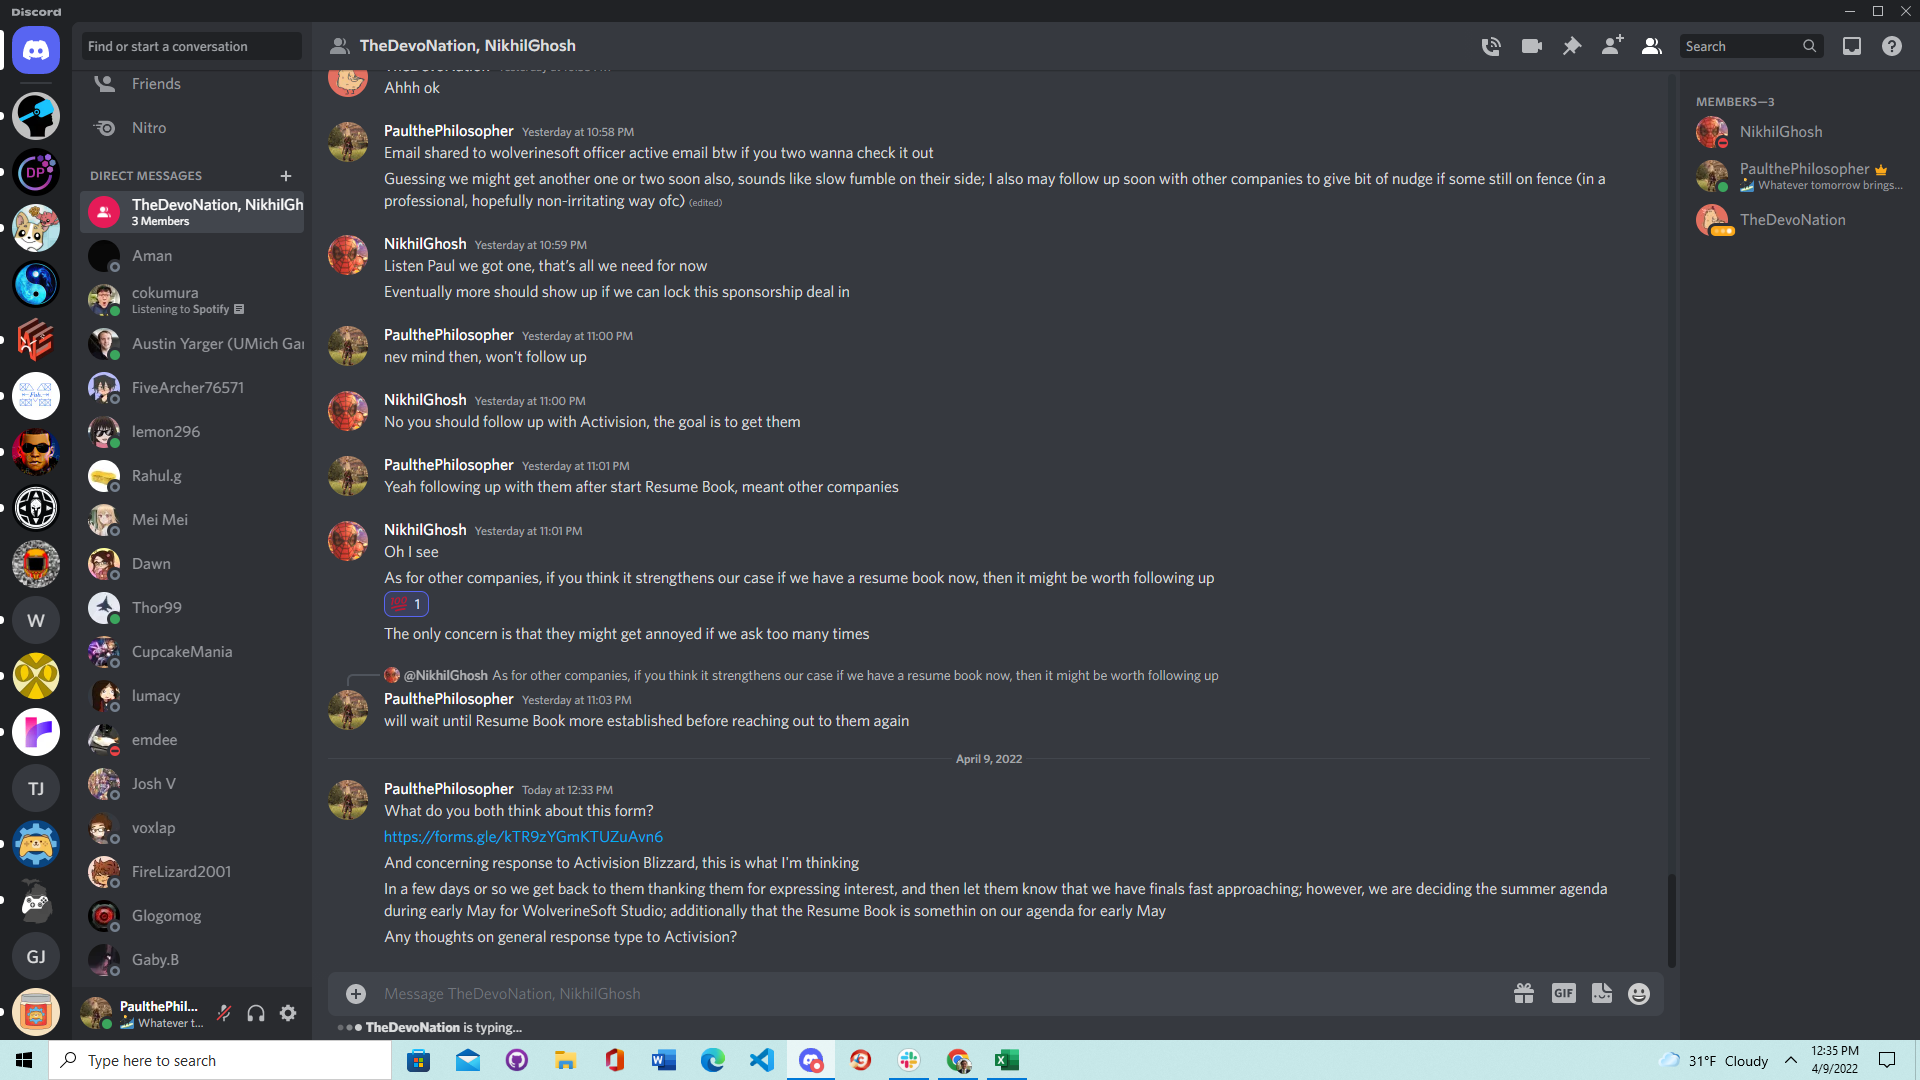 Discord
Find or start a conversation
Friends
Nitro
DIRECT MESSAGES
TheDevoNation, NikhilGh
3 Members
Aman
cokumura
Listening to Spotify
Austin Yarger (UMich Gar
FiveArcher76571
lemon296
Rahul.g
Mei Mei
Dawn
Thor99
CupcakeMania
lumacy
emdee
Josh V
voxlap
FireLizard2001
Glogomog
Gaby.B
PaulthePhil...
Whatever t...
DP
W
TJ
GJ
TheDevoNation, NikhilGhosh
Search
Ahhh ok
PaulthePhilosopher Yesterday at 10:58 PM
Email shared to wolverinesoft officer active email btw if you two wanna check it out
Guessing we might get another one or two soon also, sounds like slow fumble on their side; I also may follow up soon with other companies to give bit of nudge if some still on fence (in a
professional, hopefully non-irritating way ofc) (edited)
NikhilGhosh Yesterday at 10:59 PM
Listen Paul we got one, that's all we need for now
Eventually more should show up if we can lock this sponsorship deal in
PaulthePhilosopher Yesterday at 11:00 PM
nev mind then, won't follow up
NikhilGhosh Yesterday at 11:00 PM
No you should follow up with Activision, the goal is to get them
PaulthePhilosopher Yesterday at 11:01 PM
Yeah following up with them after start Resume Book, meant other companies
NikhilGhosh Yesterday at 11:01 PM
Oh I see
As for other companies, if you think it strengthens our case if we have a resume book now, then it might be worth following up
100 1
The only concern is that they might get annoyed if we ask too many times
@NikhilGhosh As for other companies, if you think it strengthens our case if we have a resume book now, then it might be worth following up
PaulthePhilosopher Yesterday at 11:03 PM
will wait until Resume Book more established before reaching out to them again
April 9, 2022
PaulthePhilosopher Today at 12:33 PM
What do you both think about this form?
https://forms.gle/kTR9zYGmKTUZuAvn6
And concerning response to Activision Blizzard, this is what I'm thinking
In a few days or so we get back to them thanking them for expressing interest, and then let them know that we have finals fast approaching; however, we are deciding the summer agenda
during early May for WolverineSoft Studio; additionally that the Resume Book is somethin on our agenda for early May
Any thoughts on general response type to Activision?
Message TheDevoNation, NikhilGhosh
GIF
TheDevoNation is typing...
MEMBERS—3
NikhilGhosh
PaulthePhilosopher
Whatever tomorrow brings...
TheDevoNation
Type here to search
31°F Cloudy
12:35 PM
4/9/2022